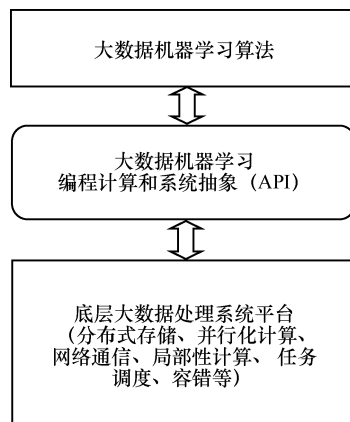 大数据机器学习算法
大数据机器学习
编程计算和系统抽象（API）
底层大数据处理系统平台
（分布式存储、并行化计算、
网络通信、局部性计算、 任务
调度、容错等）